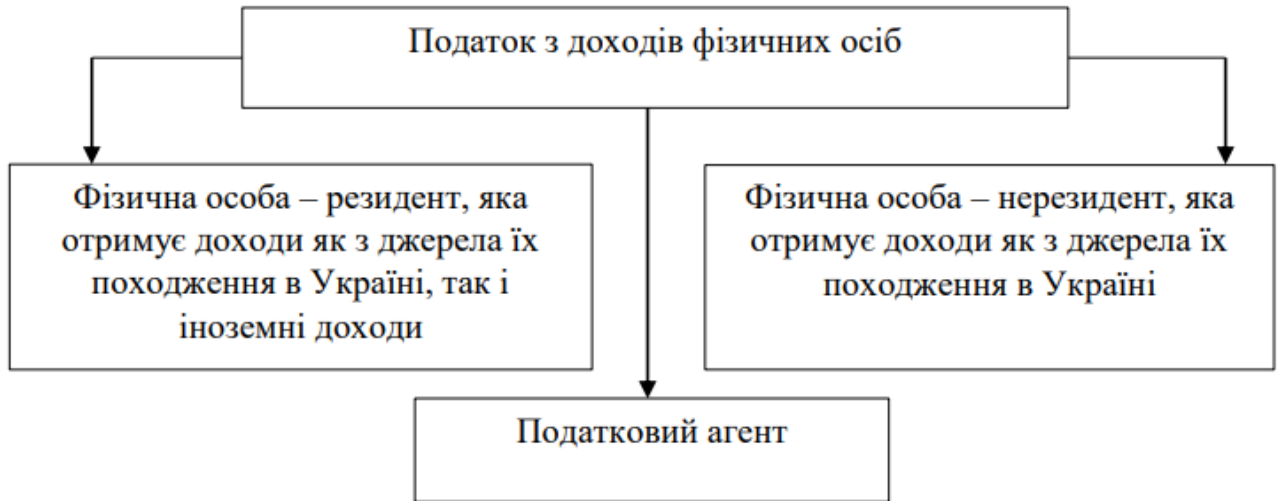 Податок з доходів фізичних осіб
Фізична особа – резидент, яка
отримує доходи як з джерела їх
походження в Україні, так і
іноземні доходи
Фізична особа – нерезидент, яка
отримує доходи як з джерела їх
походження в Україні
Податковий агент